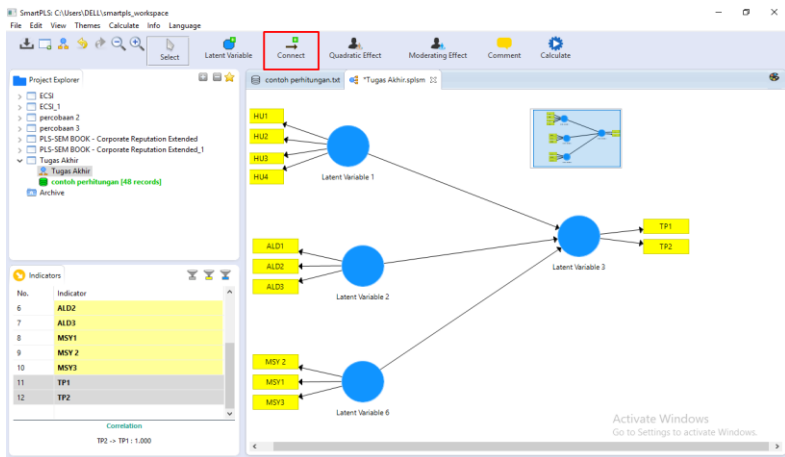 SmartPLS: C:\Users\DELL\smartpls_workspace
File Edit View Themes Calculate Info Language
Select
Latent Variable
Connect
Quadratic Effect
Moderating Effect
Comment
Calculate
Project Explorer
ECSI
ECSI_1
percobaan 2
percobaan 3
PLS-SEM BOOK - Corporate Reputation Extended
PLS-SEM BOOK - Corporate Reputation Extended_1
Tugas Akhir
Tugas Akhir
contoh perhitungan [48 records]
Archive
Indicators
No. Indicator
6 ALD2
7 ALD3
8 MSY1
9 MSY 2
10 MSY3
11 TP1
12 TP2
Correlation
TP2 -> TP1 : 1.000
contoh perhitungan.txt
*Tugas Akhir.splsm
HU1
HU2
HU3
HU4
Latent Variable 1
TP1
TP2
Latent Variable 3
ALD1
ALD2
ALD3
Latent Variable 2
MSY 2
MSY1
MSY3
Latent Variable 6
Activate Windows
Go to Settings to activate Windows.